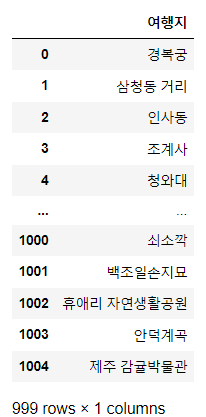 여행지
0 경복궁
1 삼청동 거리
2 인사동
3 조계사
4 청와대
... ...
1000 쇠소깍
1001 백조일손지묘
1002 휴애리 자연생활공원
1003 안덕계곡
1004 제주 감귤박물관
999 rows × 1 columns